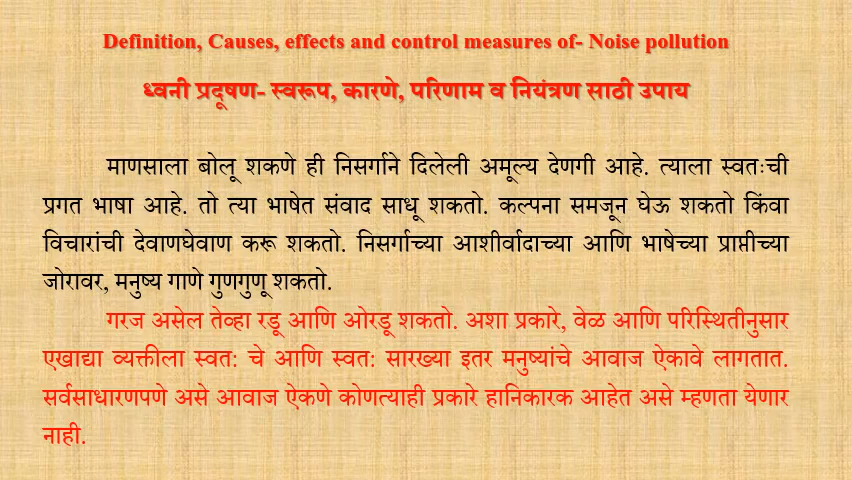 Definition, Causes, effects and control measures of- Noise pollution
ध्वनी प्रदूषण- स्वरूप, कारणे, परिणाम व नियंत्रण साठी उपाय
माणसाला बोलू शकणे ही निसर्गाने दिलेली अमूल्य देणगी आहे. त्याला स्वतःची
प्रगत भाषा आहे. तो त्या भाषेत संवाद साधू शकतो. कल्पना समजून घेऊ शकतो किंवा
विचारांची देवाणघेवाण करू शकतो. निसर्गाच्या आशीर्वादाच्या आणि भाषेच्या प्राप्तीच्या
जोरावर, मनुष्य गाणे गुणगुणू शकतो.
गरज असेल तेव्हा रडू आणि ओरडू शकतो. अशा प्रकारे, वेळ आणि परिस्थितीनुसार
एखाद्या व्यक्तीला स्वत: चे आणि स्वत: सारख्या इतर मनुष्यांचे आवाज ऐकावे लागतात.
सर्वसाधारणपणे असे आवाज ऐकणे कोणत्याही प्रकारे हानिकारक आहेत असे म्हणता येणार
नाही.